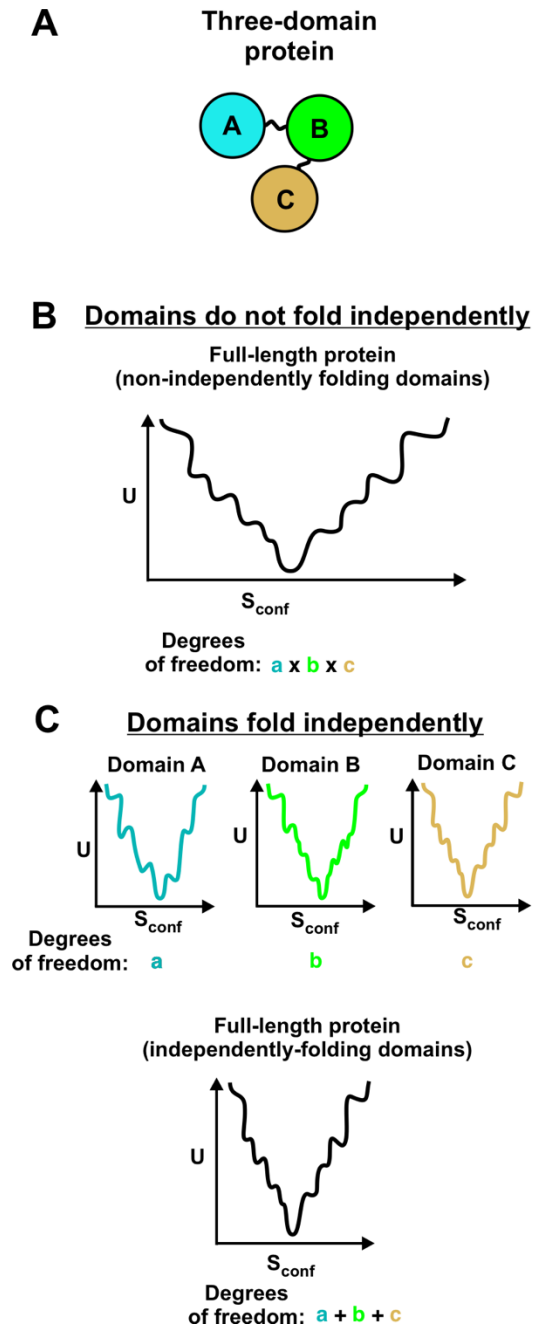 A
Three-domain
protein
A
B
C
B
Domains do not fold independently
Full-length protein
(non-independently folding domains)
U
Sconf
Degrees
of freedom: a x b x c
C
Domains fold independently
Domain A
Domain B
Domain C
U
U
U
Sconf
Sconf
Sconf
Degrees
of freedom: a b c
Full-length protein
(independently-folding domains)
U
Sconf
Degrees
of freedom: a + b + c